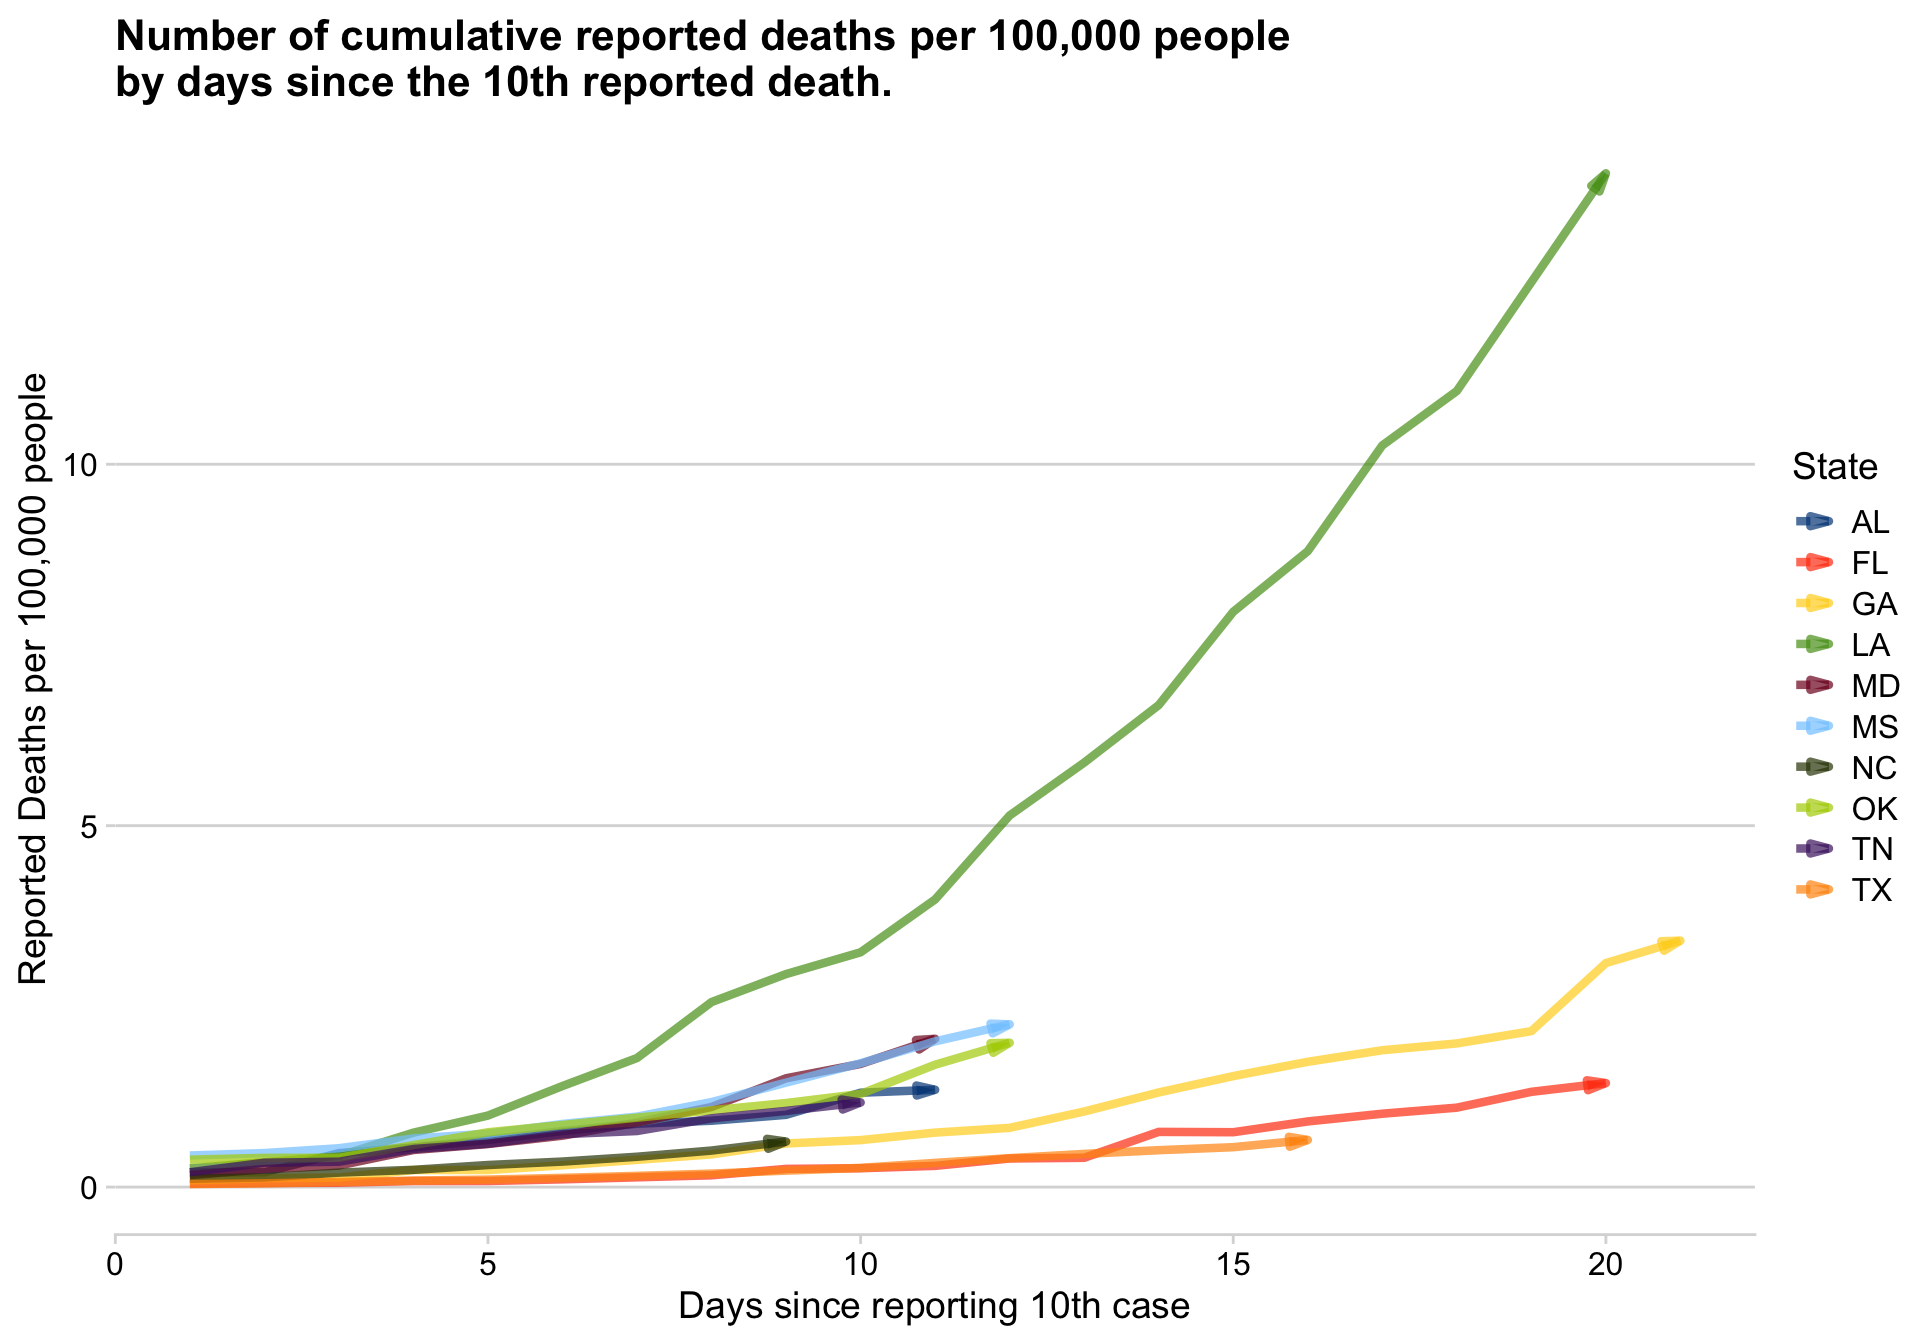 Number of cumulative reported deaths per 100,000 people
by days since the 10th reported death.
Reported Deaths per 100,000 people
10
5
0
0
5
10
15
20
Days since reporting 10th case
State
AL
FL
GA
LA
MD
MS
NC
OK
TN
TX